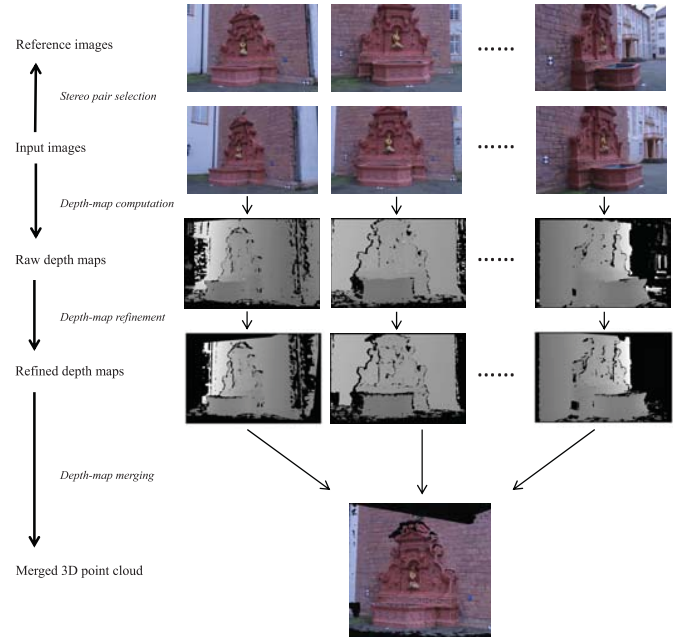 Reference images
Stereo pair selection
Input images
Depth-map computation
Raw depth maps
Depth-map refinement
Refined depth maps
Depth-map merging
Merged 3D point cloud